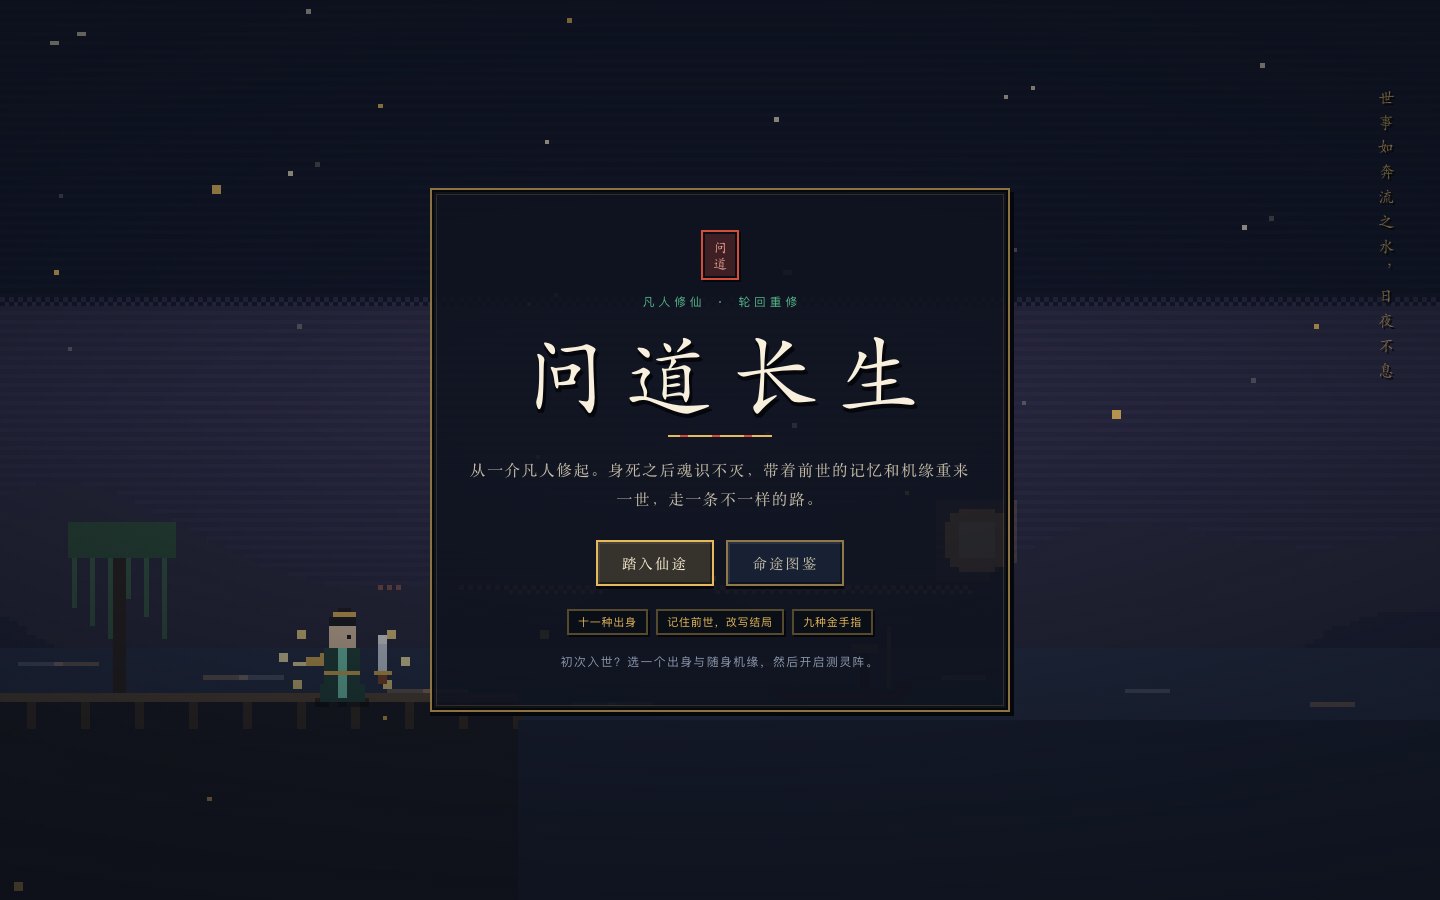 问
道
凡人修仙 · 轮回重修
问道长生
从一介凡人修起。身死之后魂识不灭，带着前世的记忆和机缘重来
一世，走一条不一样的路。
踏入仙途
命途图鉴
十一种出身
记住前世，改写结局
九种金手指
初次入世？选一个出身与随身机缘，然后开启测灵阵。
世事如奔流之水，日夜不息